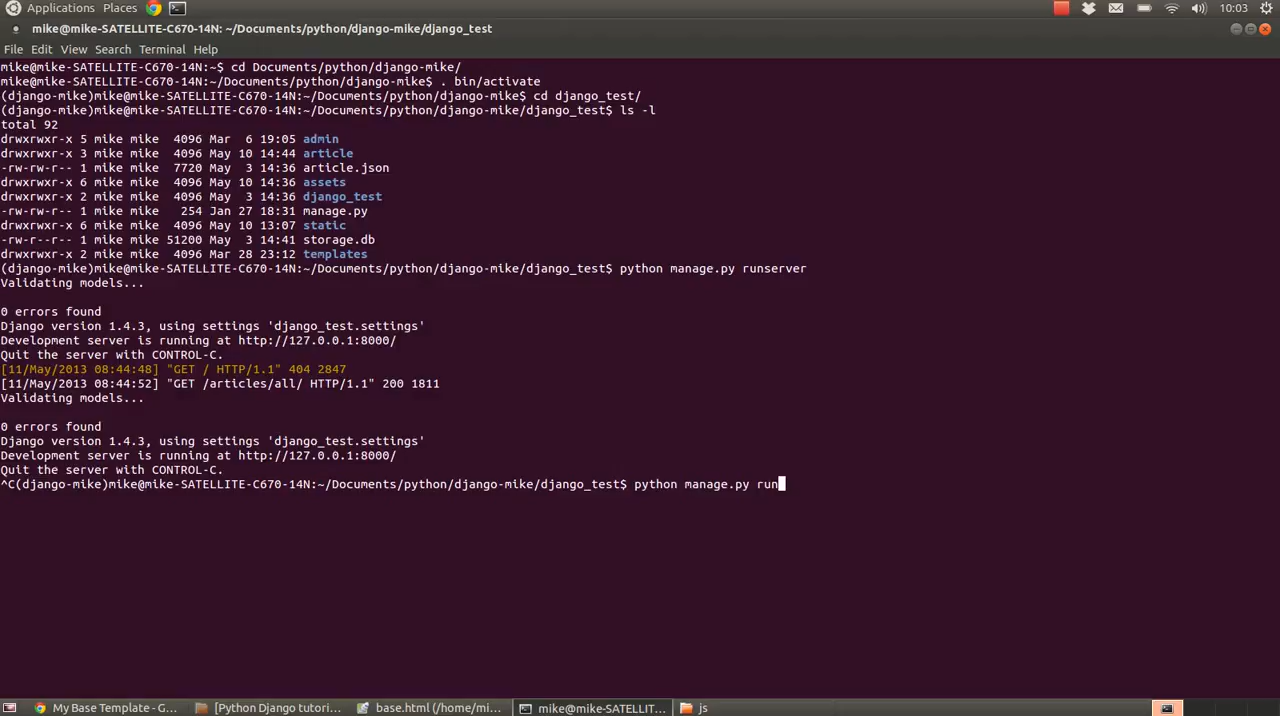 Applications Places 10:03
mike@mike-SATELLITE-C670-14N: ~/Documents/python/django-mike/django_test
File Edit View Search Terminal Help
mike@mike-SATELLITE-C670-14N:~$ cd Documents/python/django-mike/
mike@mike-SATELLITE-C670-14N:~/Documents/python/django-mike$ . bin/activate
(django-mike)mike@mike-SATELLITE-C670-14N:~/Documents/python/django-mike$ cd django_test/
(django-mike)mike@mike-SATELLITE-C670-14N:~/Documents/python/django-mike/django_test$ ls -l
total 92
drwxrwxr-x 5 mike mike  4096 Mar  6 19:05 admin
drwxrwxr-x 3 mike mike  4096 May 10 14:44 article
-rw-rw-r-- 1 mike mike  7720 May  3 14:36 article.json
drwxrwxr-x 6 mike mike  4096 May 10 14:36 assets
drwxrwxr-x 2 mike mike  4096 May  3 14:36 django_test
-rw-rw-r-- 1 mike mike   254 Jan 27 18:31 manage.py
drwxrwxr-x 6 mike mike  4096 May 10 13:07 static
-rw-r--r-- 1 mike mike 51200 May  3 14:41 storage.db
drwxrwxr-x 2 mike mike  4096 Mar 28 23:12 templates
(django-mike)mike@mike-SATELLITE-C670-14N:~/Documents/python/django-mike/django_test$ python manage.py runserver
Validating models...
0 errors found
Django version 1.4.3, using settings 'django_test.settings'
Development server is running at http://127.0.0.1:8000/
Quit the server with CONTROL-C.
[11/May/2013 08:44:48] "GET / HTTP/1.1" 404 2847
[11/May/2013 08:44:52] "GET /articles/all/ HTTP/1.1" 200 1811
Validating models...
0 errors found
Django version 1.4.3, using settings 'django_test.settings'
Development server is running at http://127.0.0.1:8000/
Quit the server with CONTROL-C.
^C(django-mike)mike@mike-SATELLITE-C670-14N:~/Documents/python/django-mike/django_test$ python manage.py run
My Base Template - G... [Python Django tutori... base.html (/home/mi... mike@mike-SATELLIT... js